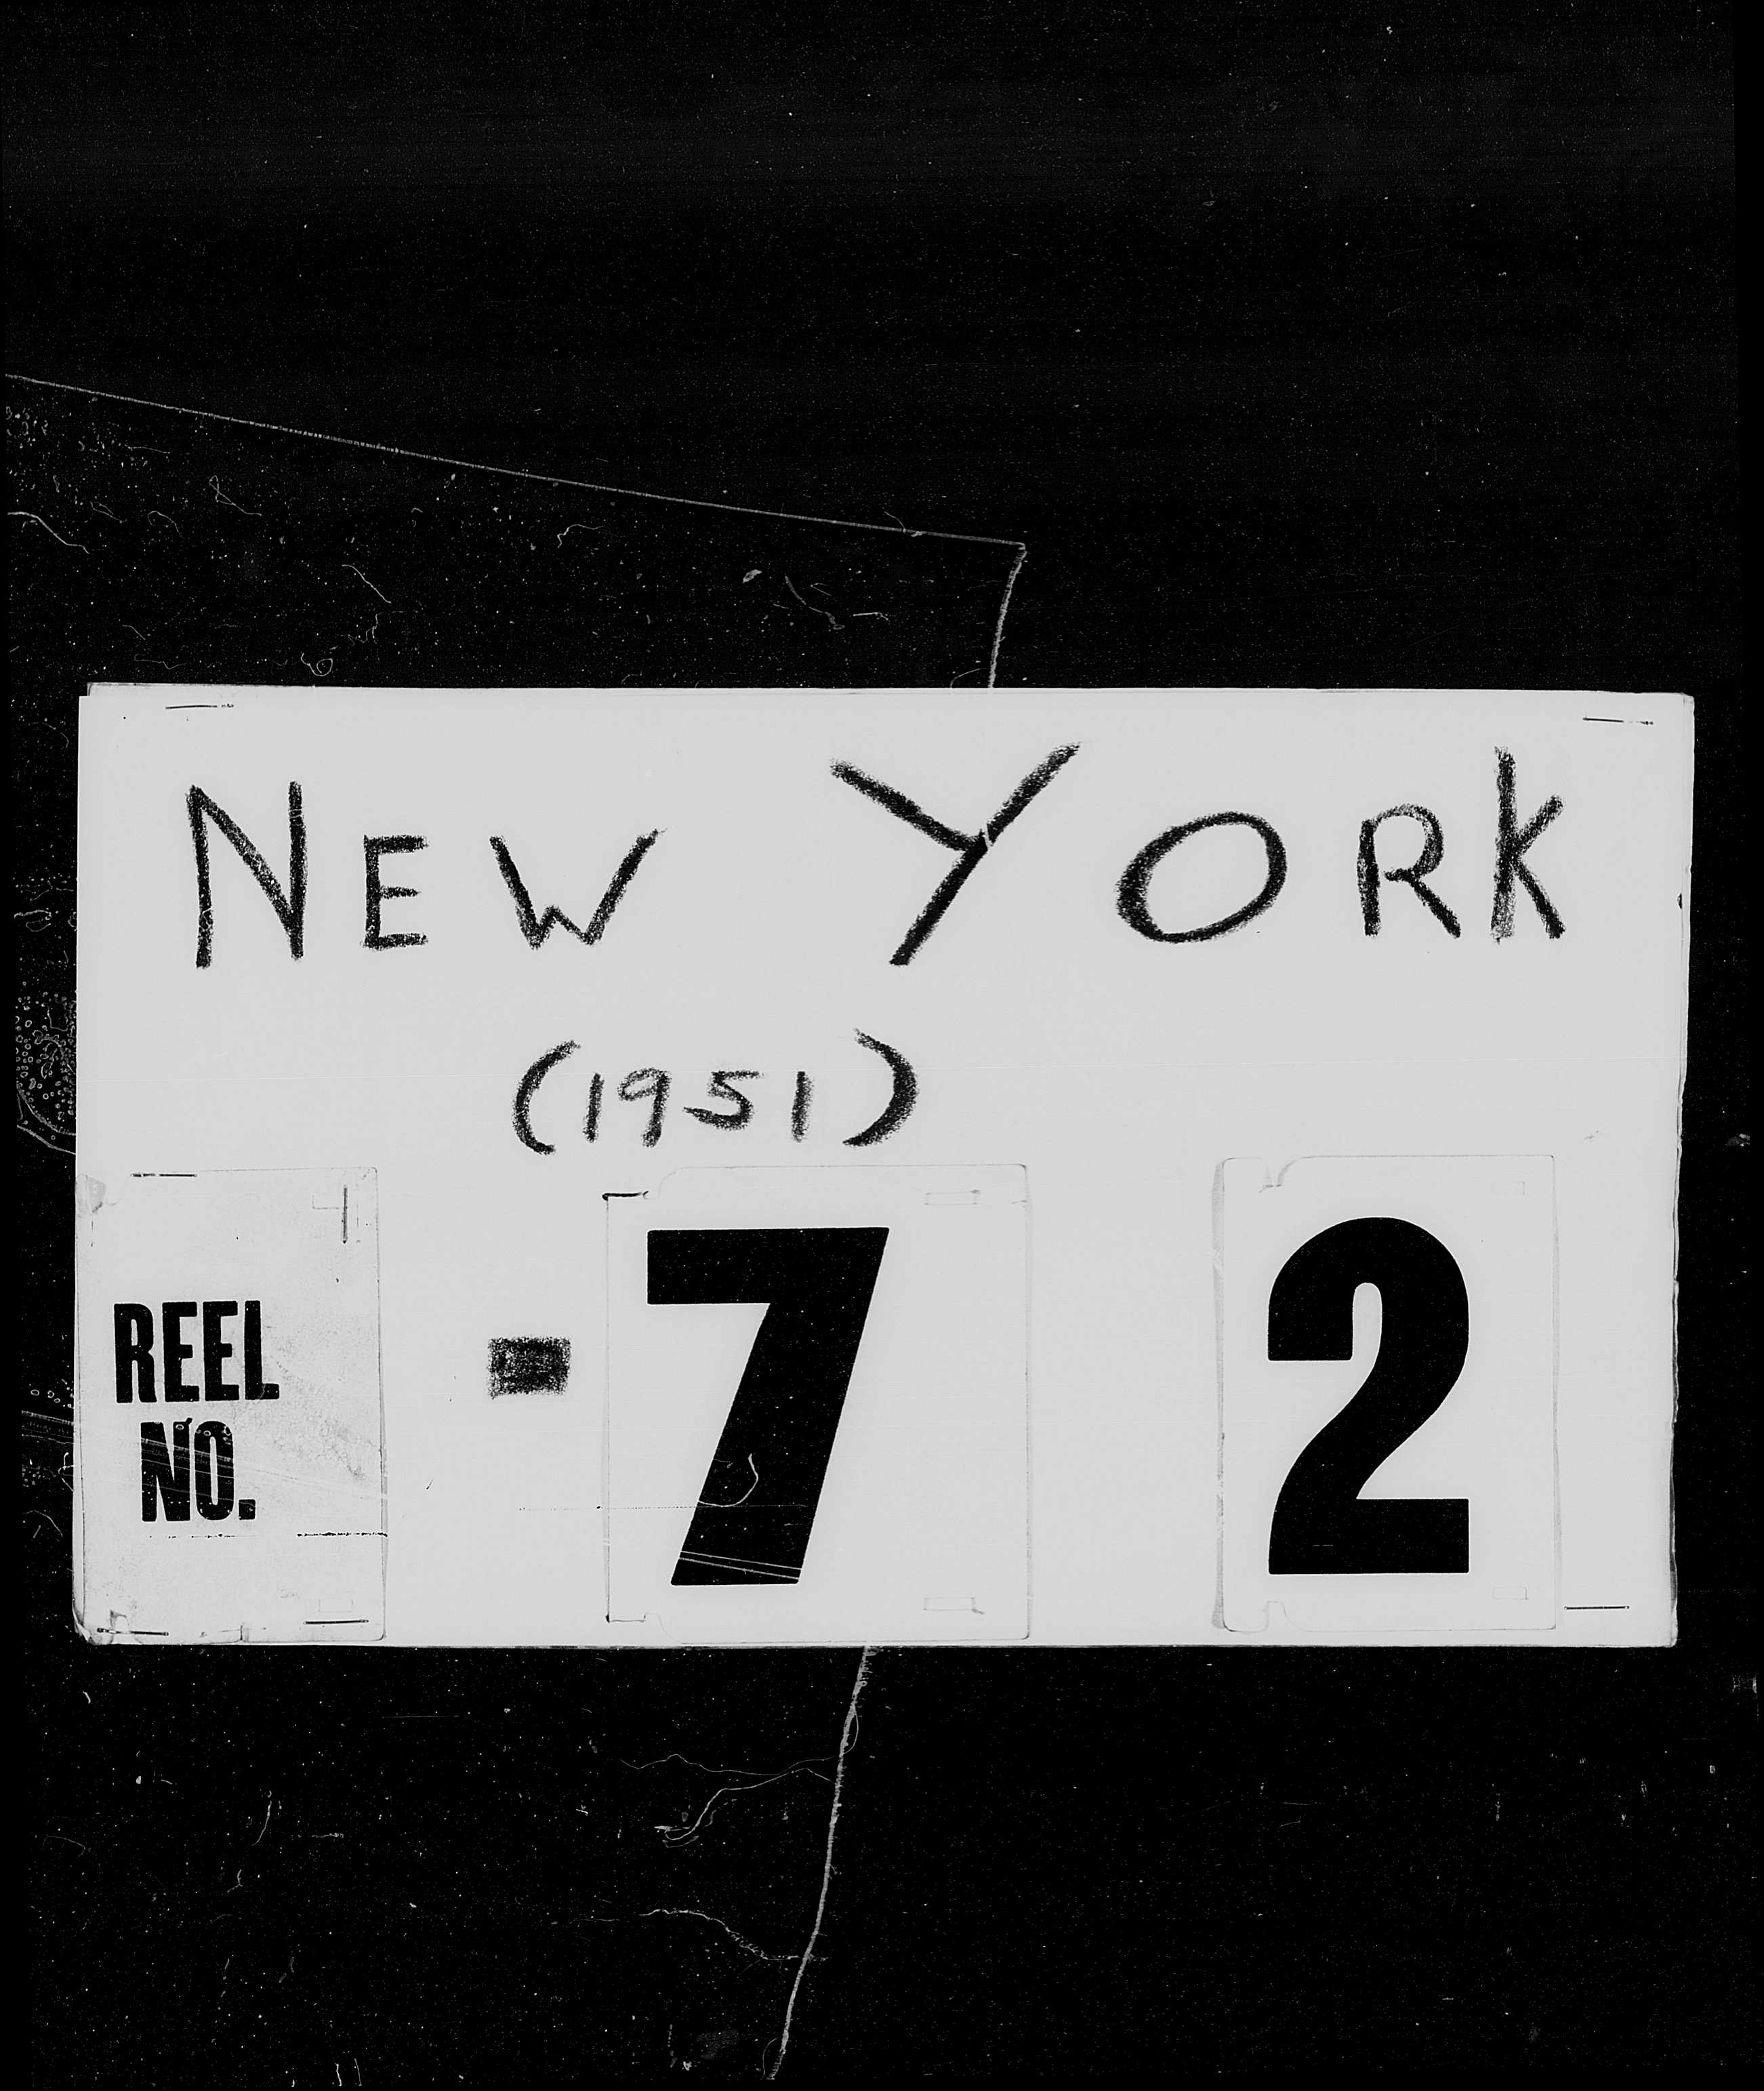 NEW YORK
(1951)
REEL
NO. - 7 2